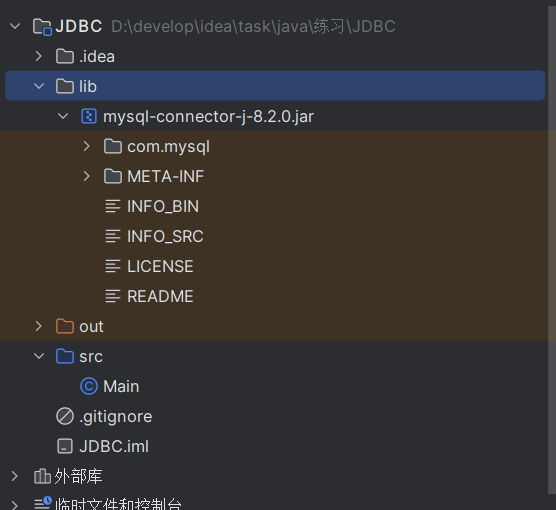 JDBC D:\develop\idea\task\java\练习\JDBC
.idea
lib
mysql-connector-j-8.2.0.jar
com.mysql
META-INF
INFO_BIN
INFO_SRC
LICENSE
README
out
src
Main
.gitignore
JDBC.iml
外部库
临时文件和控制台